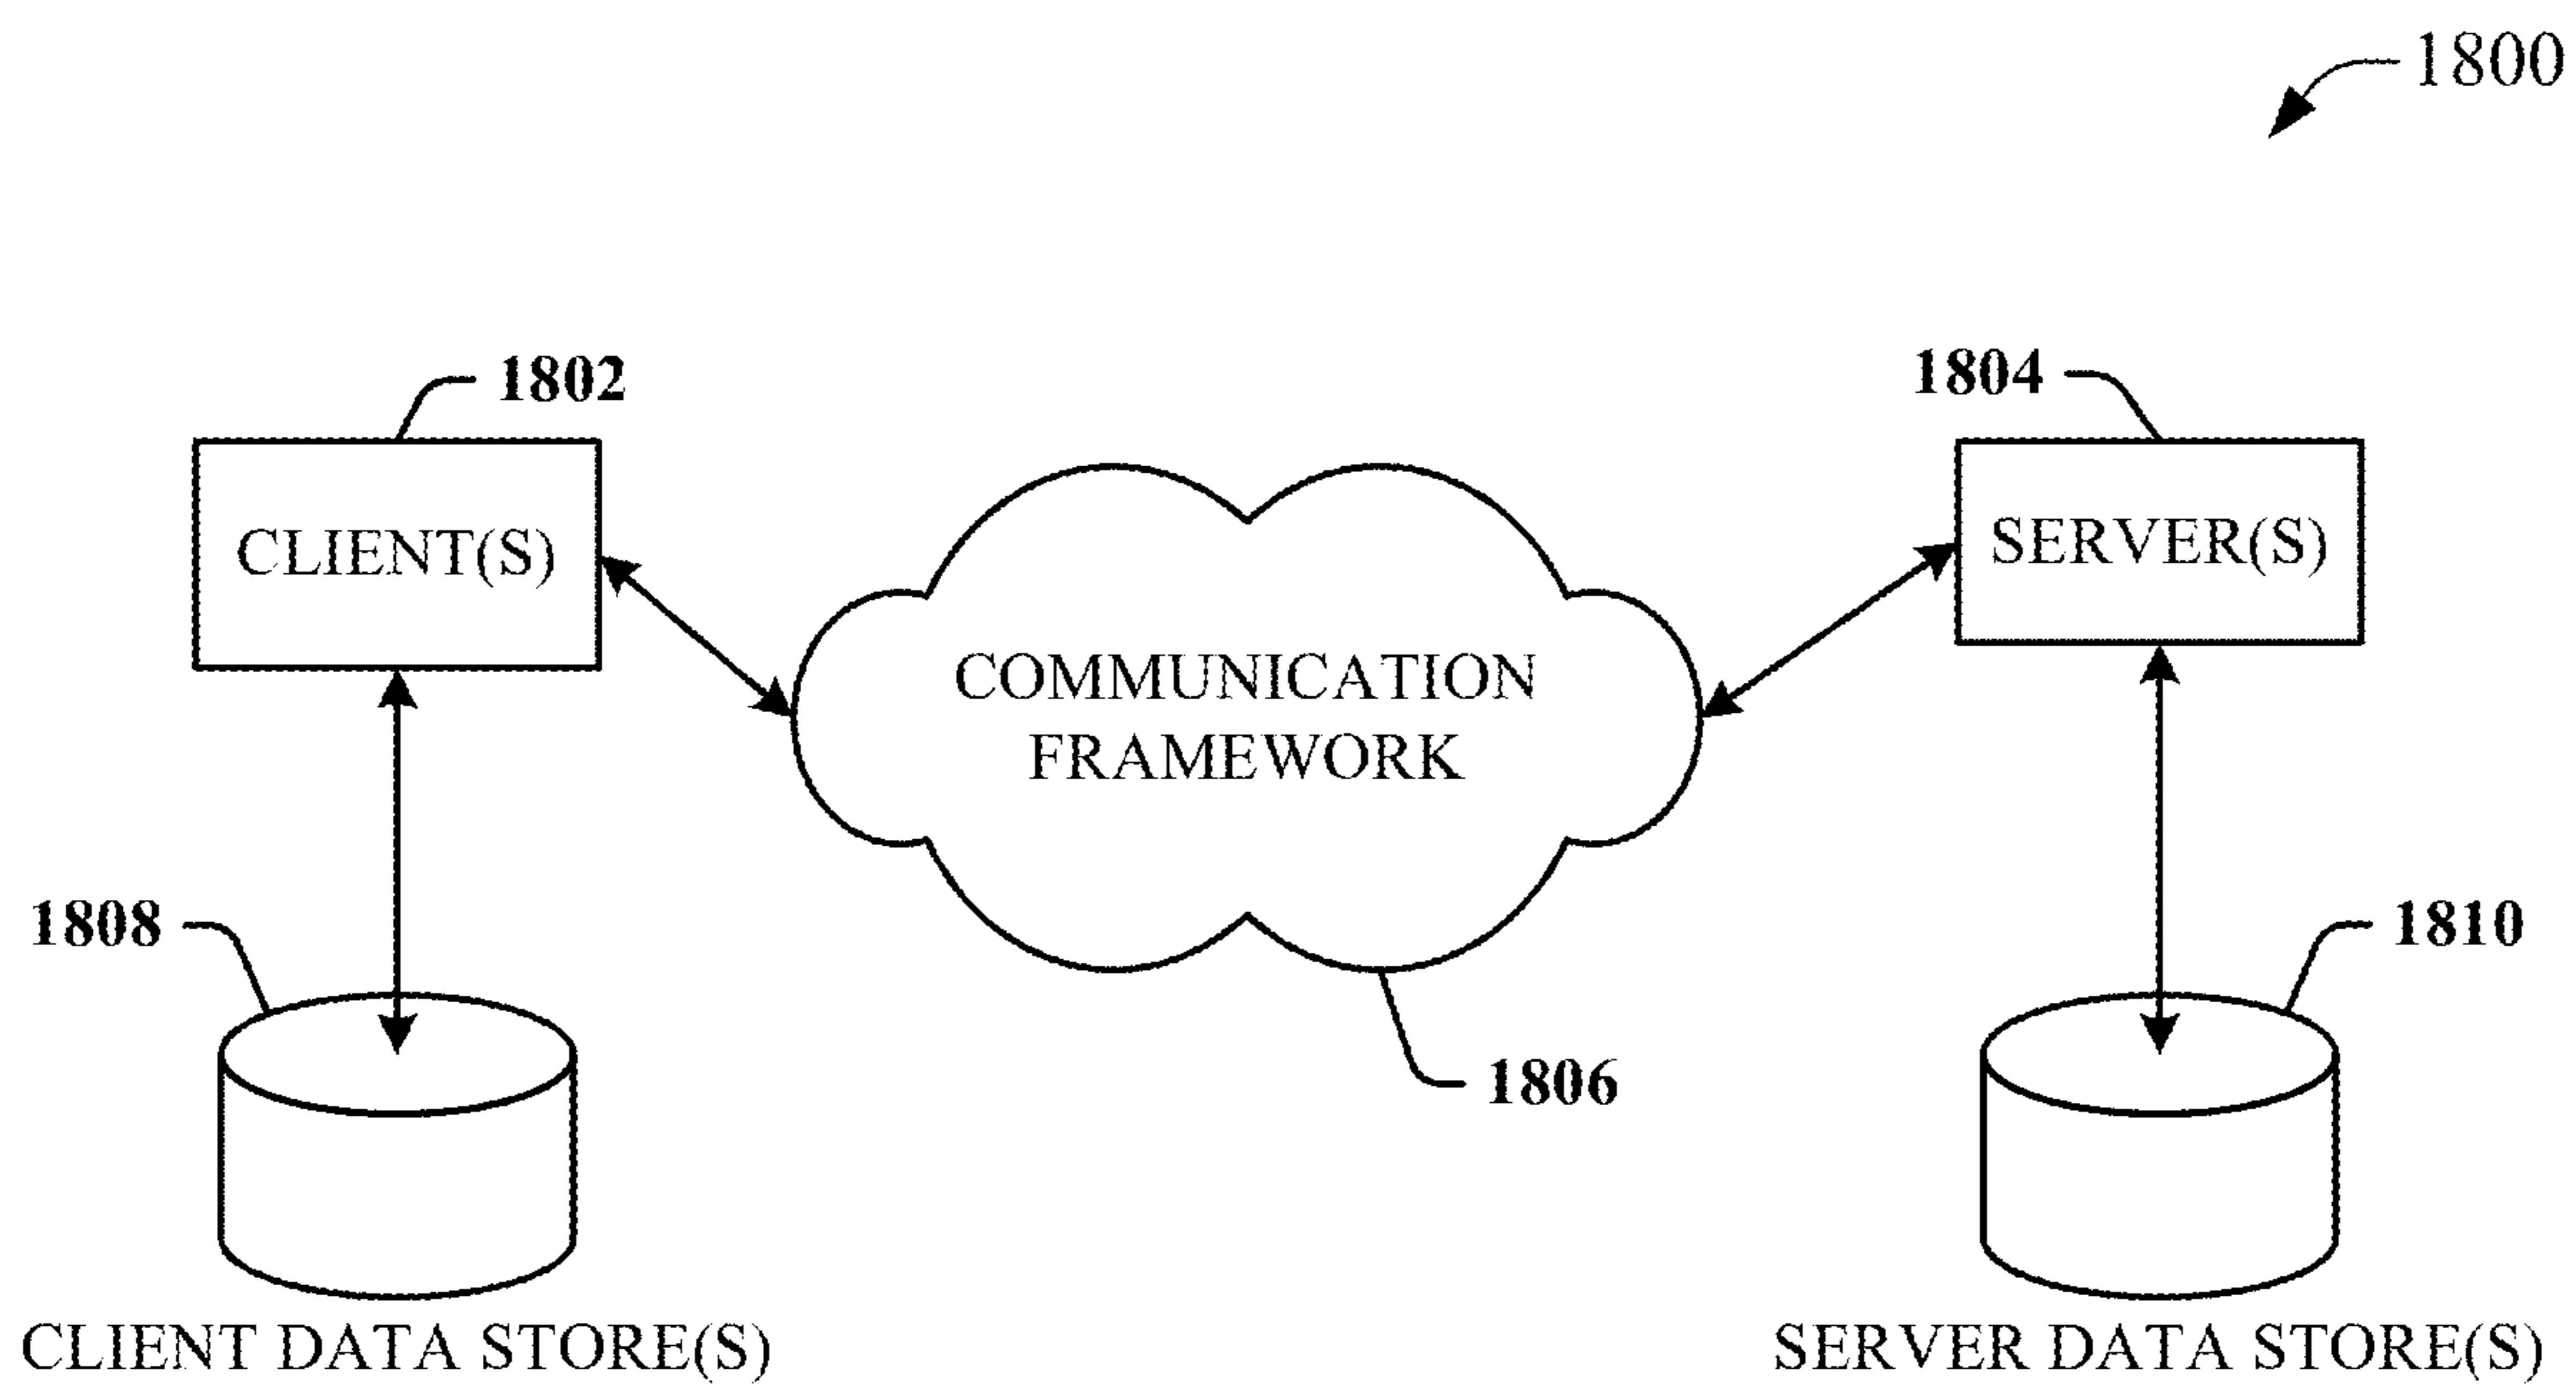 1800
1802
1804
CLIENT(S)
SERVER(S)
COMMUNICATION
FRAMEWORK
1808
1810
1806
CLIENT DATA STORE(S)
SERVER DATA STORE(S)